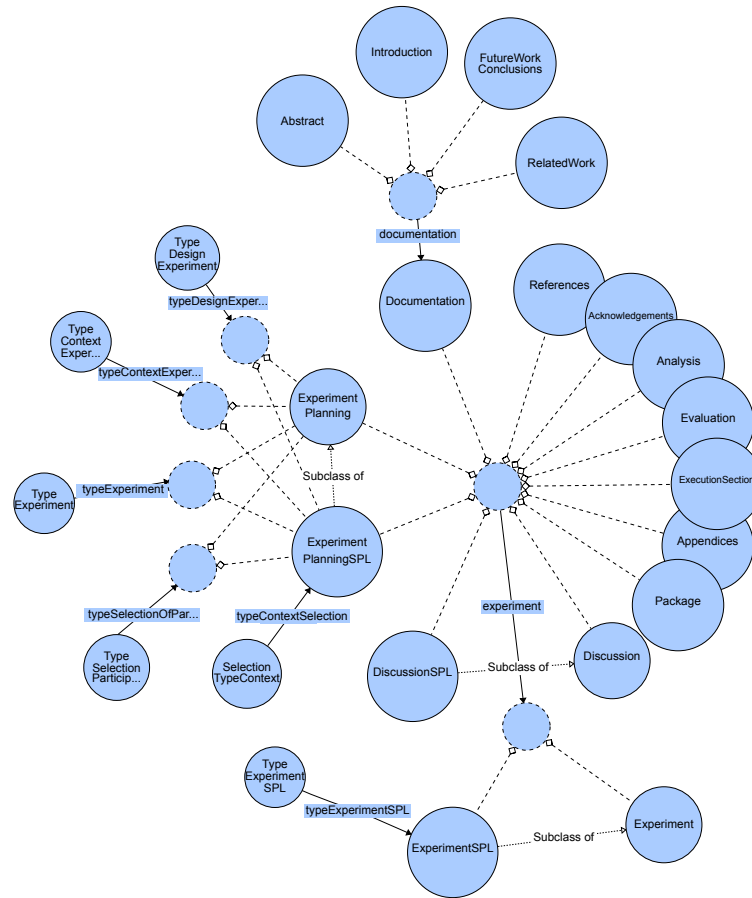 Introduction
FutureWork
Conclusions
Abstract
RelatedWork
documentation
Type
Design
Experiment
References
typeDesignExper...
Documentation
Acknowledgements
Type
Context
Exper...
Analysis
typeContextExper...
Experiment
Planning
Evaluation
Subclass of
ExecutionSection
Type
Experiment
typeExperiment
Experiment
PlanningSPL
Appendices
typeSelectionOfPar...
typeContextSelection
experiment
Package
Type
Selection
Particip...
Selection
TypeContext
DiscussionSPL
Subclass of
Discussion
Type
Experiment
SPL
typeExperimentSPL
ExperimentSPL
Subclass of
Experiment